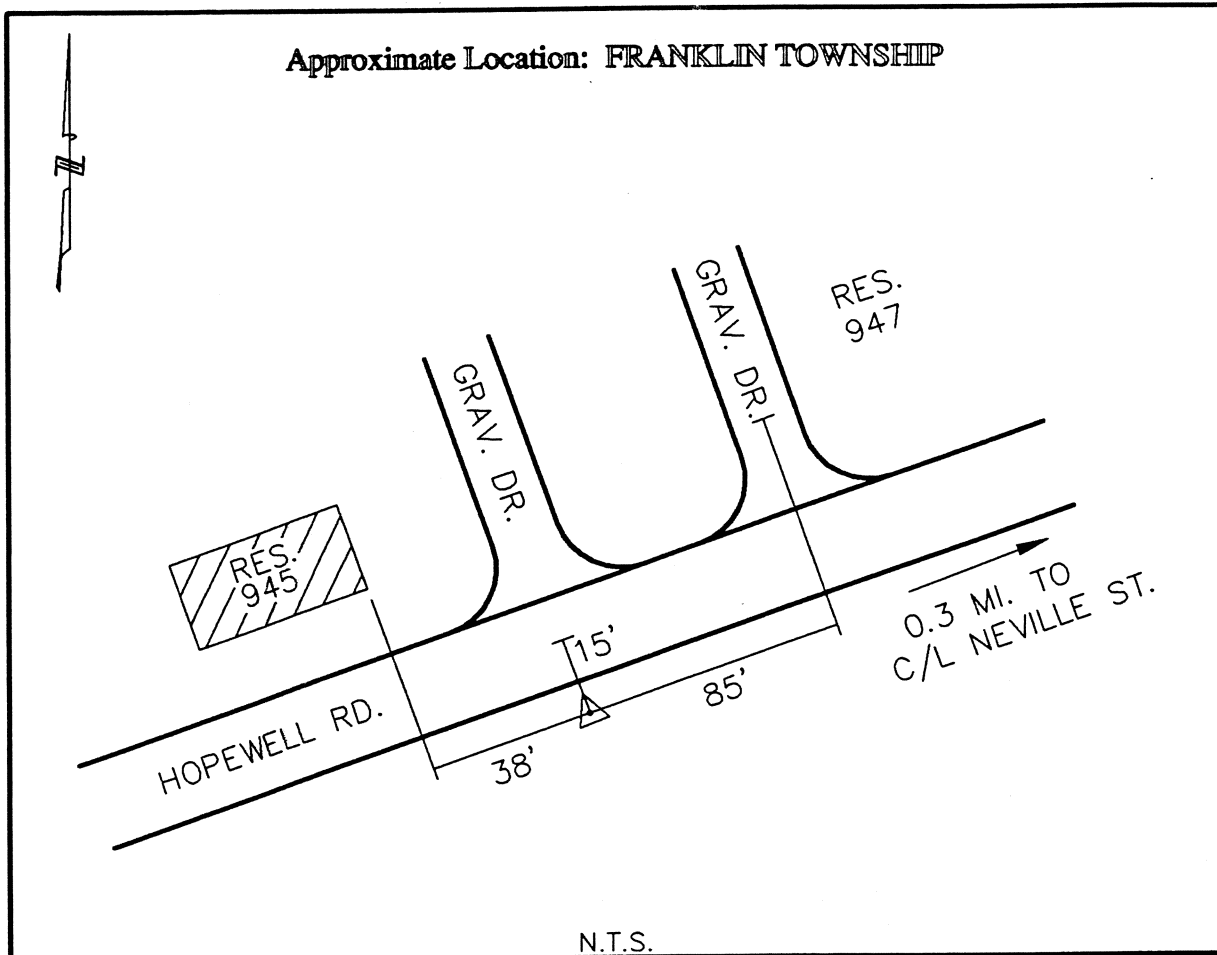 Approximate Location: FRANKLIN TOWNSHIP
N
GRAV. DR.
RES.
947
GRAV. DR.
RES.
945
15'
0.3 MI. TO
C/L NEVILLE ST.
85'
HOPEWELL RD.
38'
N.T.S.